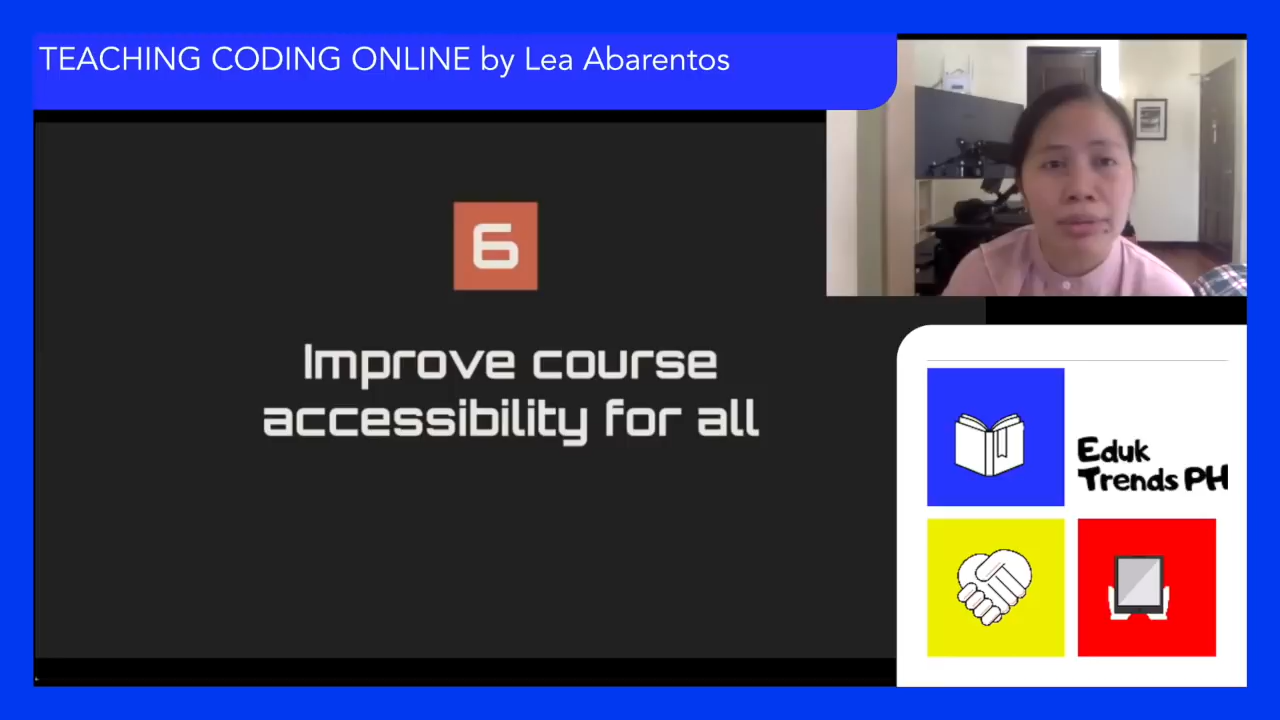 TEACHING CODING ONLINE by Lea Abarentos
6
Improve course
accessibility for all
Eduk
Trends PH